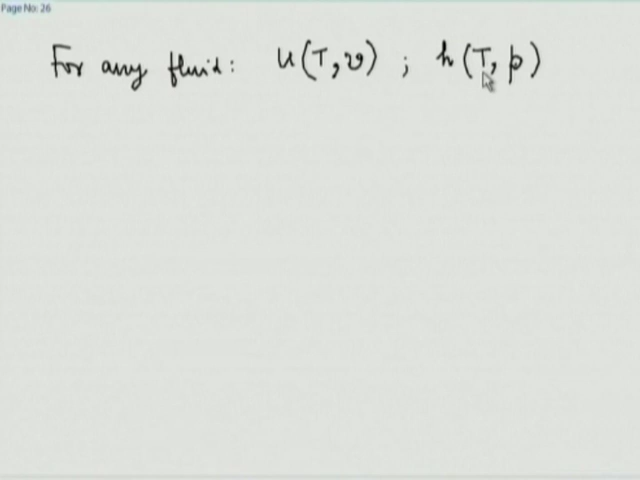 Page No: 26
For any fluid: u(T,v) ; h(T,p)